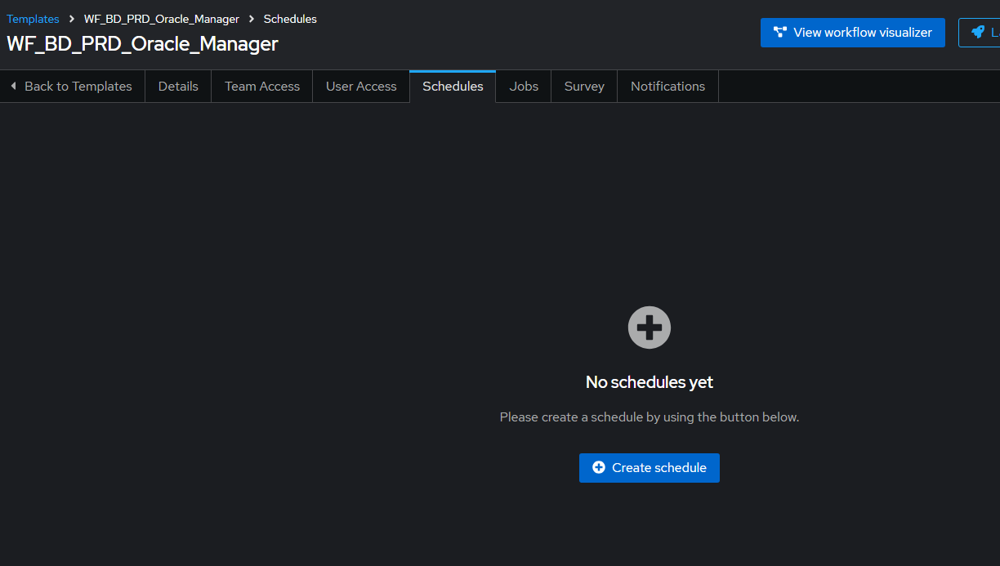 Templates WF_BD_PRD_Oracle_Manager Schedules
WF_BD_PRD_Oracle_Manager
View workflow visualizer
Back to Templates Details Team Access User Access Schedules Jobs Survey Notifications
No schedules yet
Please create a schedule by using the button below.
Create schedule